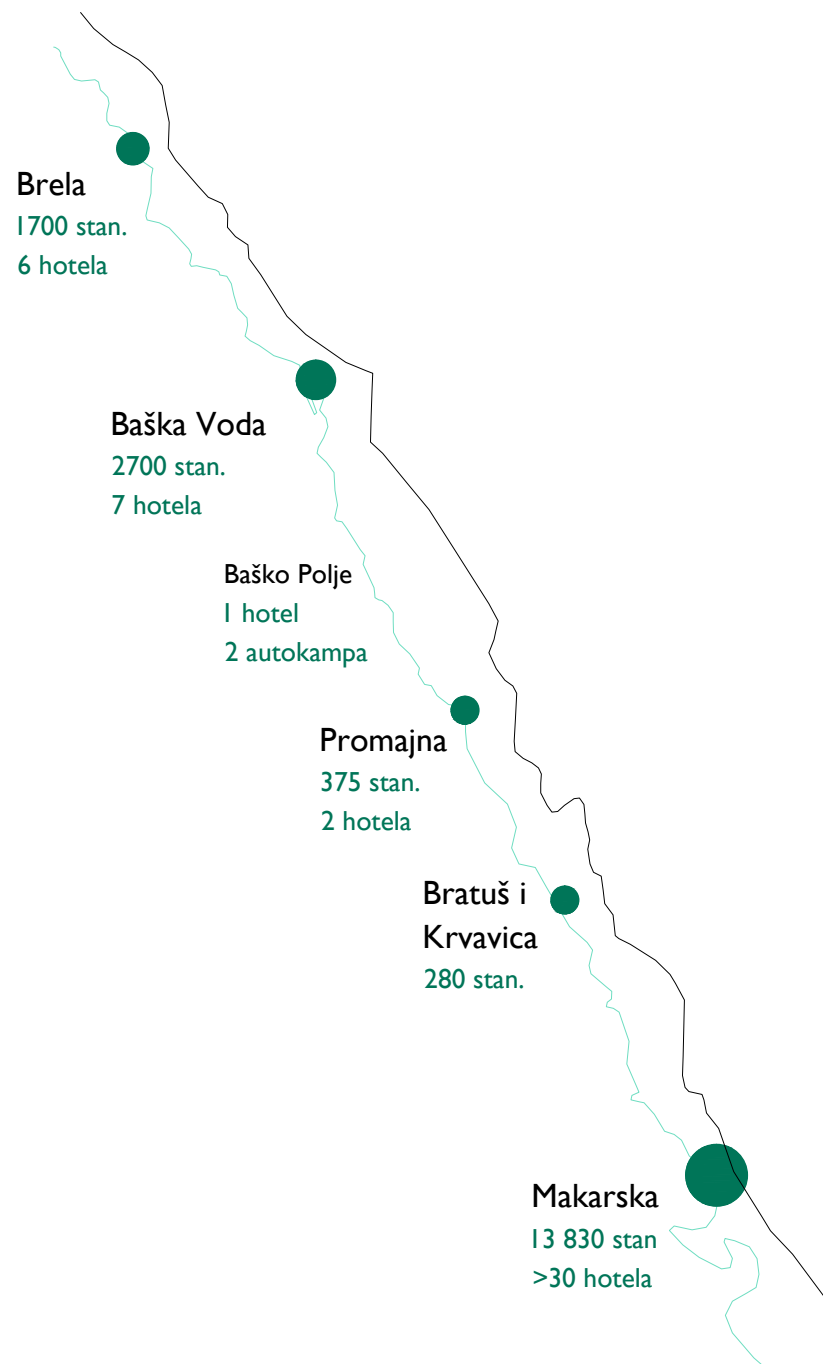 Brela
1700 stan.
6 hotela
Baška Voda
2700 stan.
7 hotela
Baško Polje
1 hotel
2 autokampa
Promajna
375 stan.
2 hotela
Bratuš i
Krvavica
280 stan.
Makarska
13 830 stan
>30 hotela